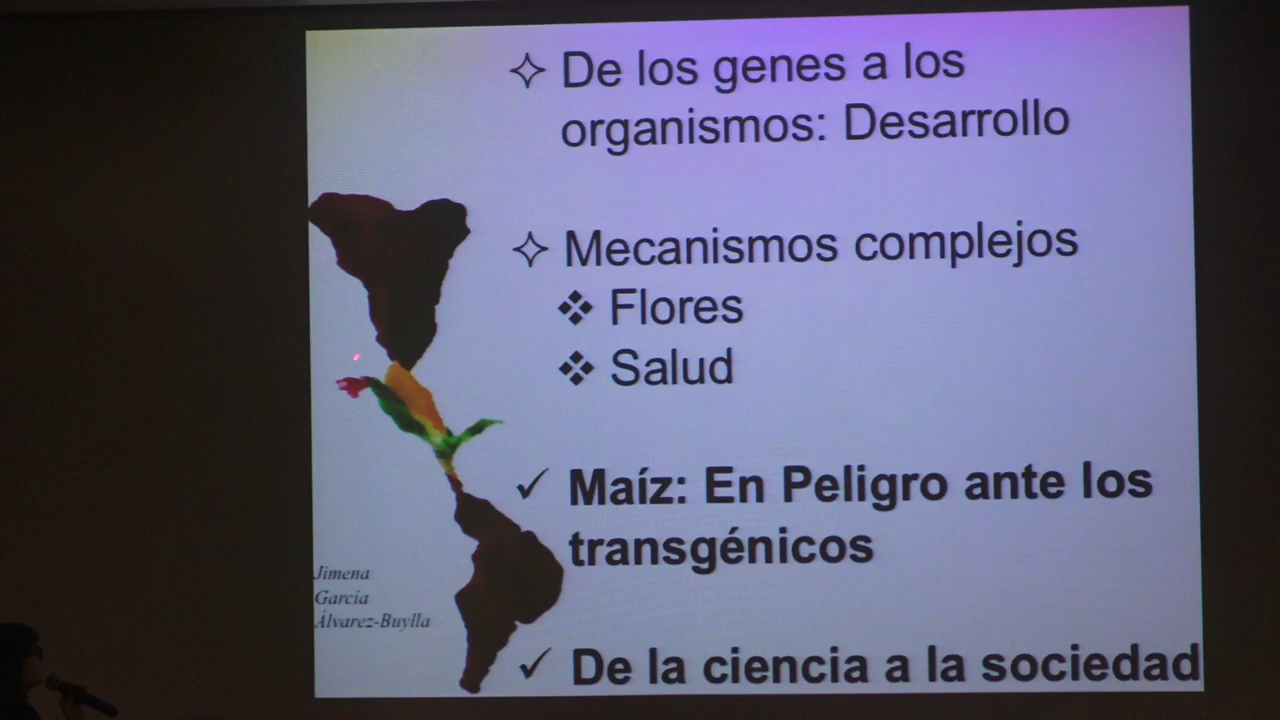 De los genes a los
organismos: Desarrollo
Mecanismos complejos
Flores
Salud
Maíz: En Peligro ante los
transgénicos
De la ciencia a la sociedad
Jimena
García
Álvarez-Buylla